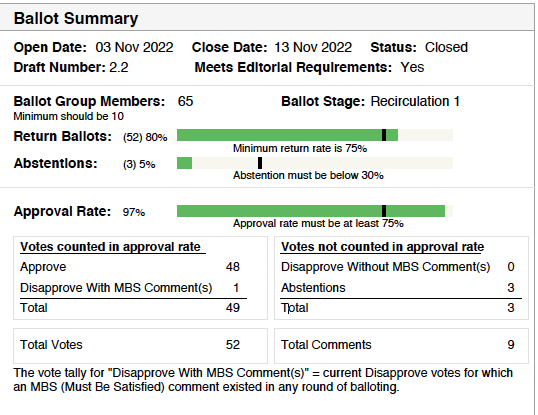 Ballot Summary
Open Date: 03 Nov 2022 Close Date: 13 Nov 2022 Status: Closed
Draft Number: 2.2 Meets Editorial Requirements: Yes
Ballot Group Members: 65 Ballot Stage: Recirculation 1
Minimum should be 10
Return Ballots: (52) 80%
Minimum return rate is 75%
Abstentions: (3) 5%
Abstention must be below 30%
Approval Rate: 97%
Approval rate must be at least 75%
Votes counted in approval rate
Approve 48
Disapprove With MBS Comment(s) 1
Total 49
Votes not counted in approval rate
Disapprove Without MBS Comment(s) 0
Abstentions 3
Total 3
Total Votes 52
Total Comments 9
The vote tally for "Disapprove With MBS Comment(s)" = current Disapprove votes for which
an MBS (Must Be Satisfied) comment existed in any round of balloting.